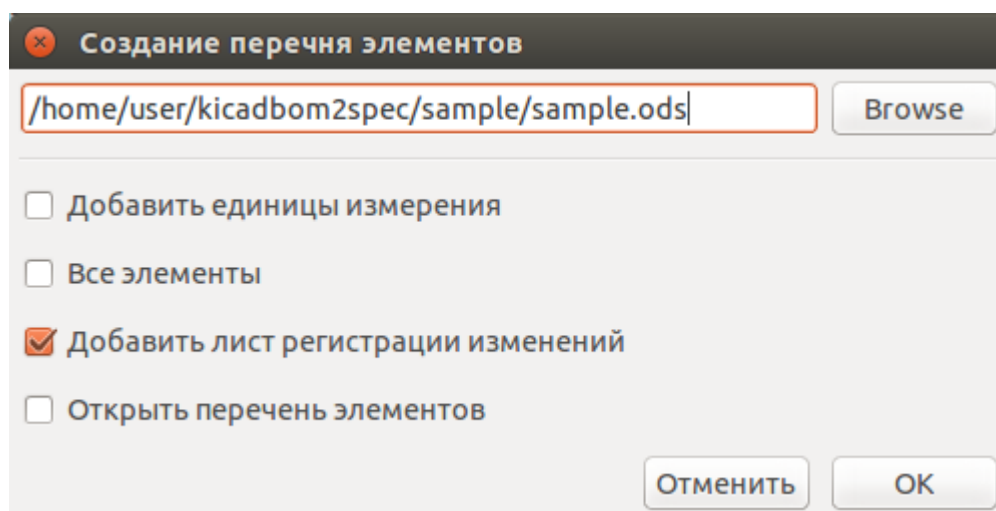 Создание перечня элементов
/home/user/kicadbom2spec/sample/sample.ods Browse
Добавить единицы измерения
Все элементы
Добавить лист регистрации изменений
Открыть перечень элементов
Отменить OK